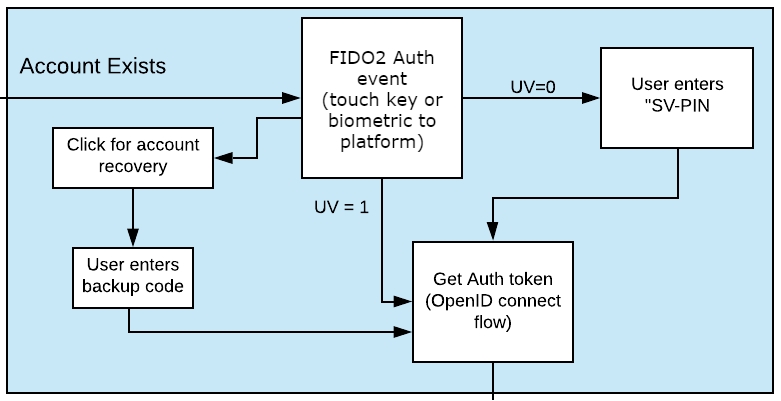 Account Exists
FIDO2 Auth
event
(touch key or
biometric to
platform)
UV=0
User enters
"SV-PIN
Click for account
recovery
UV = 1
User enters
backup code
Get Auth token
(OpenID connect
flow)